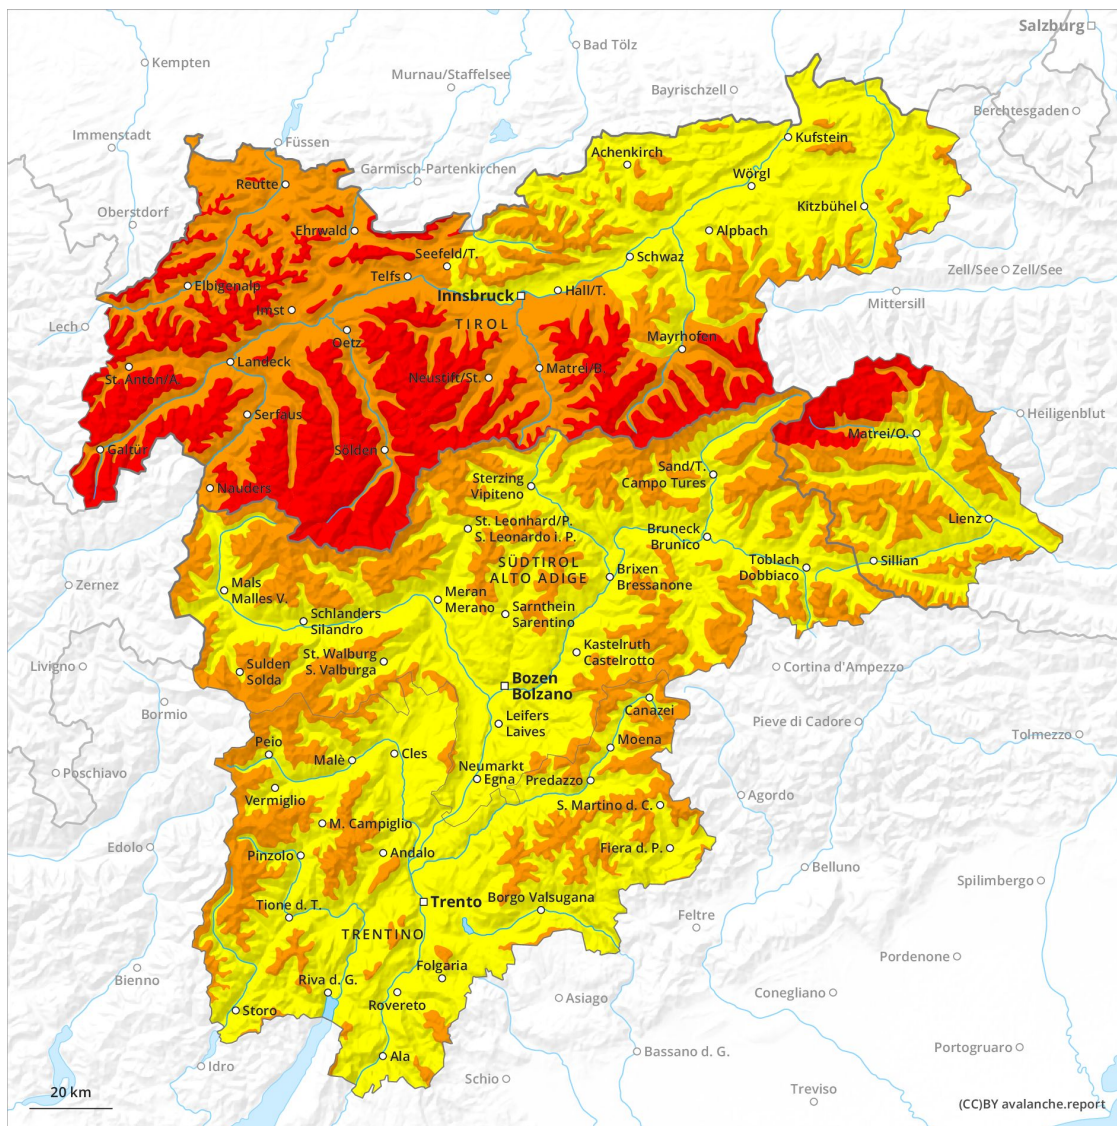 Salzburg
Bad Tölz
Kempten
Murnau/Staffelsee
Bayrischzell
Berchtesgaden
Immenstadt
Füssen
Kufstein
Achenkirch
Garmisch-Partenkirchen
Wörgl
Reutte
Oberstdorf
Kitzbühel
Ehrwald
Alpbach
Seefeld/T.
Schwaz
Telfs
Zell/See
Zell/See
Elbigenalp
Innsbruck
Hall/T.
Mittersill
Imst
TIROL
Lech
Oetz
Mayrhofen
Landeck
St. Anton/A.
Matrei/B.
Neustift/St.
Serfaus
Heiligenblut
Matrei/O.
Galtür
Sölden
Sand/T.
Campo Tures
Sterzing
Vipiteno
Nauders
St. Leonhard/P.
S. Leonardo i. P.
Lienz
Bruneck
Brunico
SÜDTIROL
ALTO ADIGE
Toblach
Dobbiaco
Sillian
Brixen
Bressanone
Zernez
Mals
Malles V.
Meran
Merano
Sarnthein
Sarentino
Schlanders
Silandro
Kastelruth
Castelrotto
St. Walburg
S. Valburga
Livigno
Sulden
Solda
Cortina d'Ampezzo
Bozen
Bolzano
Bormio
Canazei
Leifers
Laives
Pieve di Cadore
Tolmezzo
Peio
Moena
Cles
Malè
Poschiavo
Neumarkt
Egna
Predazzo
Vermiglio
Agordo
S. Martino d. C.
M. Campiglio
Edolo
Pinzolo
Andalo
Fiera d. P.
Belluno
Spilimbergo
Trento
Borgo Valsugana
Tione d. T.
Feltre
TRENTINO
Pordenone
Folgaria
Bienno
Riva d. G.
Rovereto
Asiago
Conegliano
Storo
Portogruaro
Bassano d. G.
Ala
Idro
Schio
Treviso
20 km
(CC)BY avalanche.report